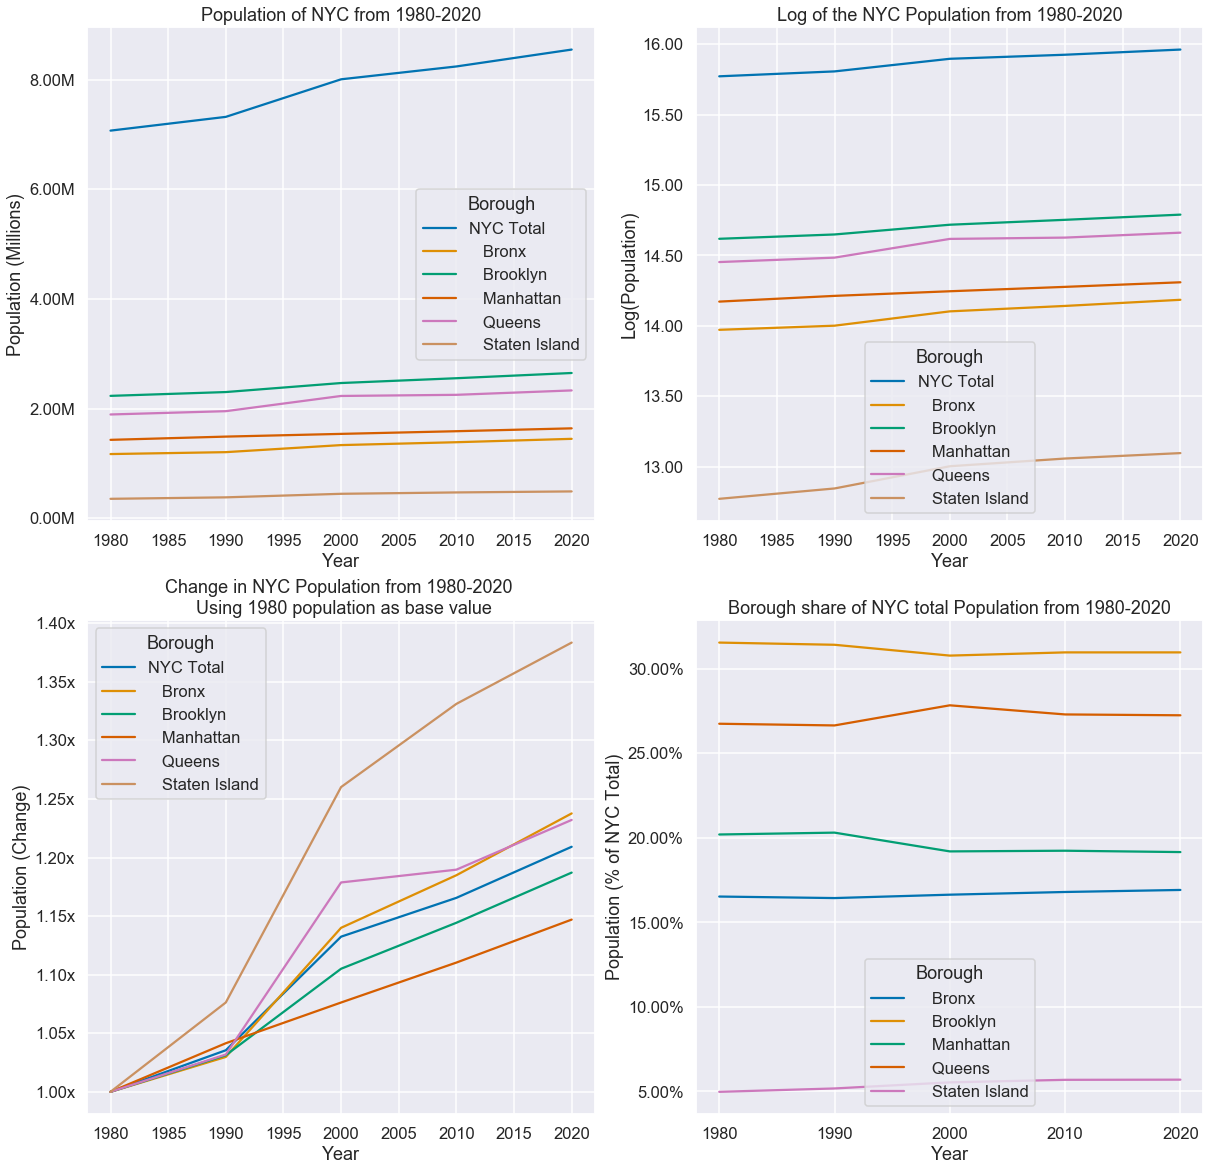 Population of NYC from 1980-2020
Population (Millions)
8.00M
6.00M
4.00M
2.00M
0.00M
Borough
NYC Total
Bronx
Brooklyn
Manhattan
Queens
Staten Island
1980 1985 1990 1995 2000 2005 2010 2015 2020
Year
Log of the NYC Population from 1980-2020
Log(Population)
16.00
15.50
15.00
14.50
14.00
13.50
13.00
Borough
NYC Total
Bronx
Brooklyn
Manhattan
Queens
Staten Island
1980 1985 1990 1995 2000 2005 2010 2015 2020
Year
Change in NYC Population from 1980-2020
Using 1980 population as base value
Population (Change)
1.40x
1.35x
1.30x
1.25x
1.20x
1.15x
1.10x
1.05x
1.00x
Borough
NYC Total
Bronx
Brooklyn
Manhattan
Queens
Staten Island
1980 1985 1990 1995 2000 2005 2010 2015 2020
Year
Borough share of NYC total Population from 1980-2020
Population (% of NYC Total)
30.00%
25.00%
20.00%
15.00%
10.00%
5.00%
Borough
Bronx
Brooklyn
Manhattan
Queens
Staten Island
1980 1990 2000 2010 2020
Year